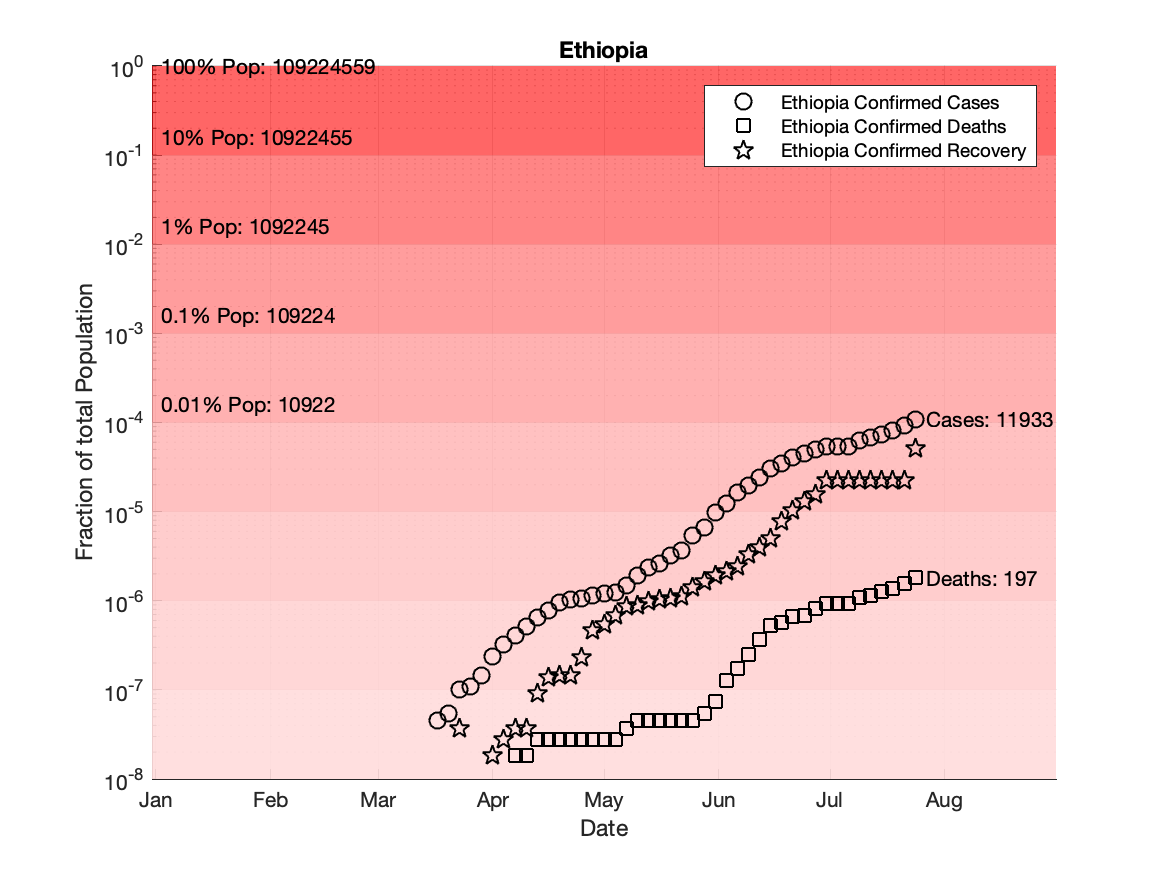 Ethiopia
10^0
100% Pop: 109224559
Ethiopia Confirmed Cases
Ethiopia Confirmed Deaths
Ethiopia Confirmed Recovery
10% Pop: 10922455
10^-1
1% Pop: 1092245
10^-2
0.1% Pop: 109224
10^-3
0.01% Pop: 10922
10^-4
Cases: 11933
10^-5
Deaths: 197
10^-6
10^-7
10^-8
Fraction of total Population
Jan Feb Mar Apr May Jun Jul Aug
Date